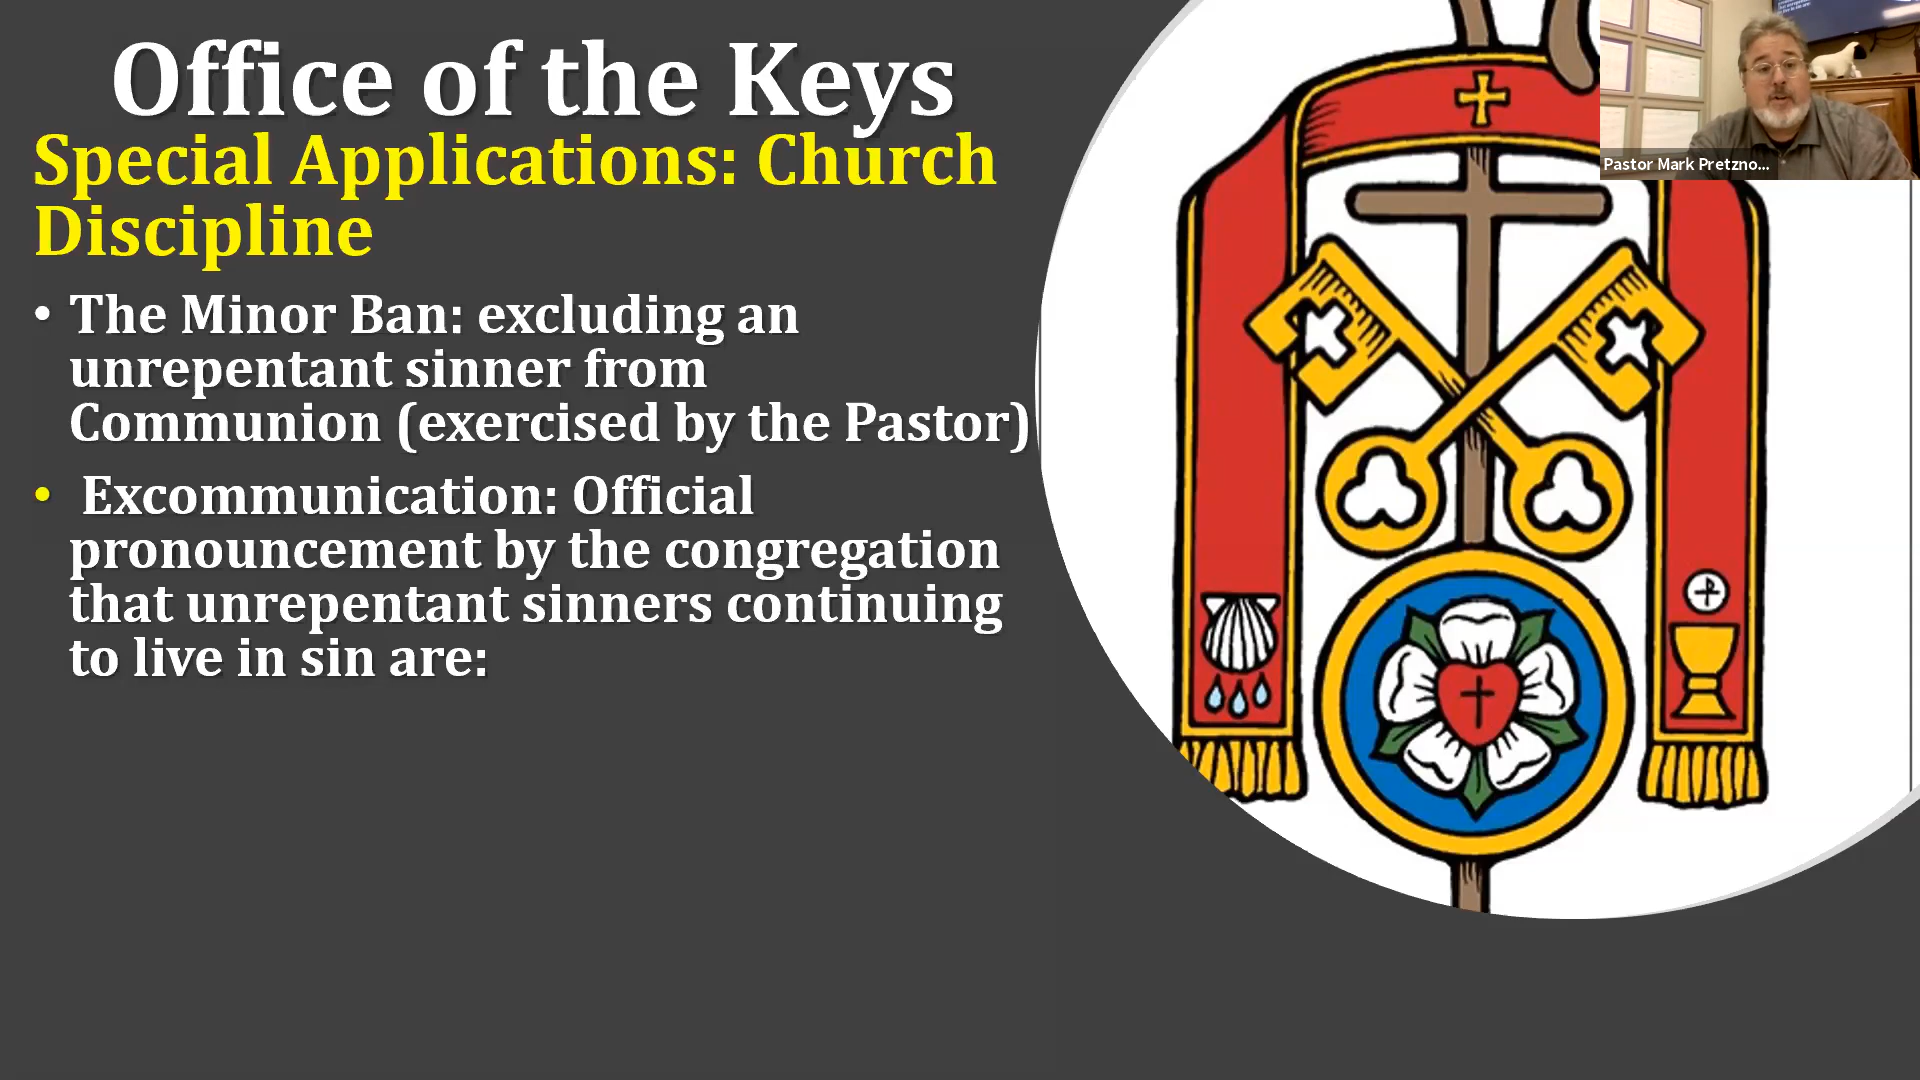 Office of the Keys
Special Applications: Church
Discipline
• The Minor Ban: excluding an
unrepentant sinner from
Communion (exercised by the Pastor)
• Excommunication: Official
pronouncement by the congregation
that unrepentant sinners continuing
to live in sin are:
Pastor Mark Pretzno...